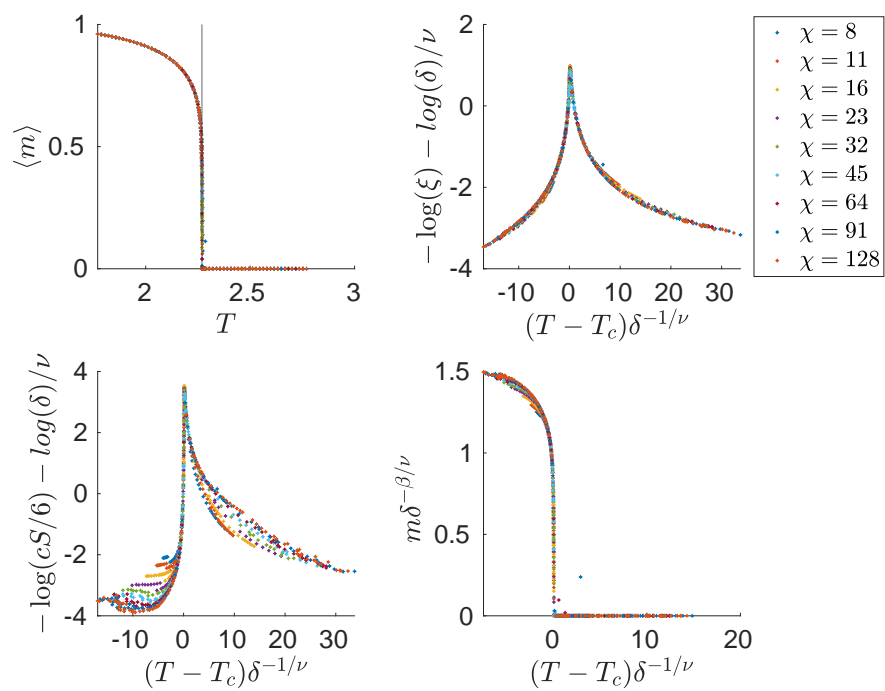 1
0.5
0
⟨m⟩
2
2.5
3
T
2
0
-2
-4
− log(ξ) − log(δ)/ν
-10
0
10
20
30
(T − T_c)δ^{−1/ν}
χ = 8
χ = 11
χ = 16
χ = 23
χ = 32
χ = 45
χ = 64
χ = 91
χ = 128
4
2
0
-2
-4
− log(cS/6) − log(δ)/ν
-10
0
10
20
30
(T − T_c)δ^{−1/ν}
1.5
1
0.5
0
mδ^{−β/ν}
0
10
20
(T − T_c)δ^{−1/ν}